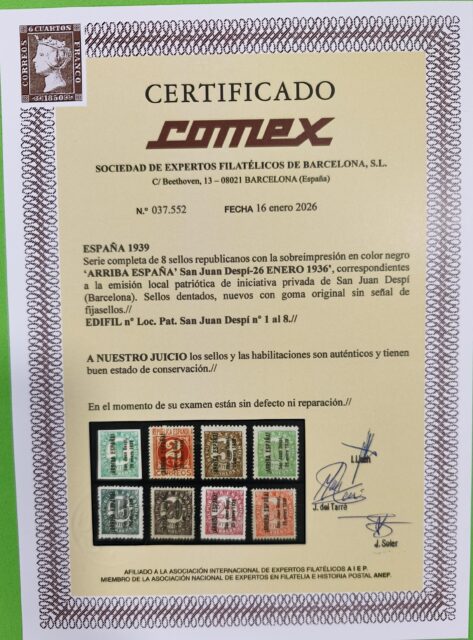 6 CUARTOS
CORREOS
FRANCO
1850
CERTIFICADO
comex
SOCIEDAD DE EXPERTOS FILATÉLICOS DE BARCELONA, S.L.
C/ Beethoven, 13 – 08021 BARCELONA (España)
N.º 037.552 FECHA 16 enero 2026
ESPAÑA 1939
Serie completa de 8 sellos republicanos con la sobreimpresión en color negro
‘ARRIBA ESPAÑA’ San Juan Despí-26 ENERO 1936’, correspondientes
a la emisión local patriótica de iniciativa privada de San Juan Despí
(Barcelona). Sellos dentados, nuevos con goma original sin señal de
fijasellos.//
EDIFIL nº Loc. Pat. San Juan Despí nº 1 al 8.//
A NUESTRO JUICIO los sellos y las habilitaciones son auténticos y tienen
buen estado de conservación.//
En el momento de su examen están sin defecto ni reparación.//
ARRIBA ESPAÑA
ARRIBA ESPAÑA
ARRIBA ESPAÑA
ARRIBA ESPAÑA
J. del Tarré
J. Soler
AFILIADO A LA ASOCIACIÓN INTERNACIONAL DE EXPERTOS FILATÉLICOS A I E P.
MIEMBRO DE LA ASOCIACIÓN NACIONAL DE EXPERTOS EN FILATELIA E HISTORIA POSTAL ANEF.